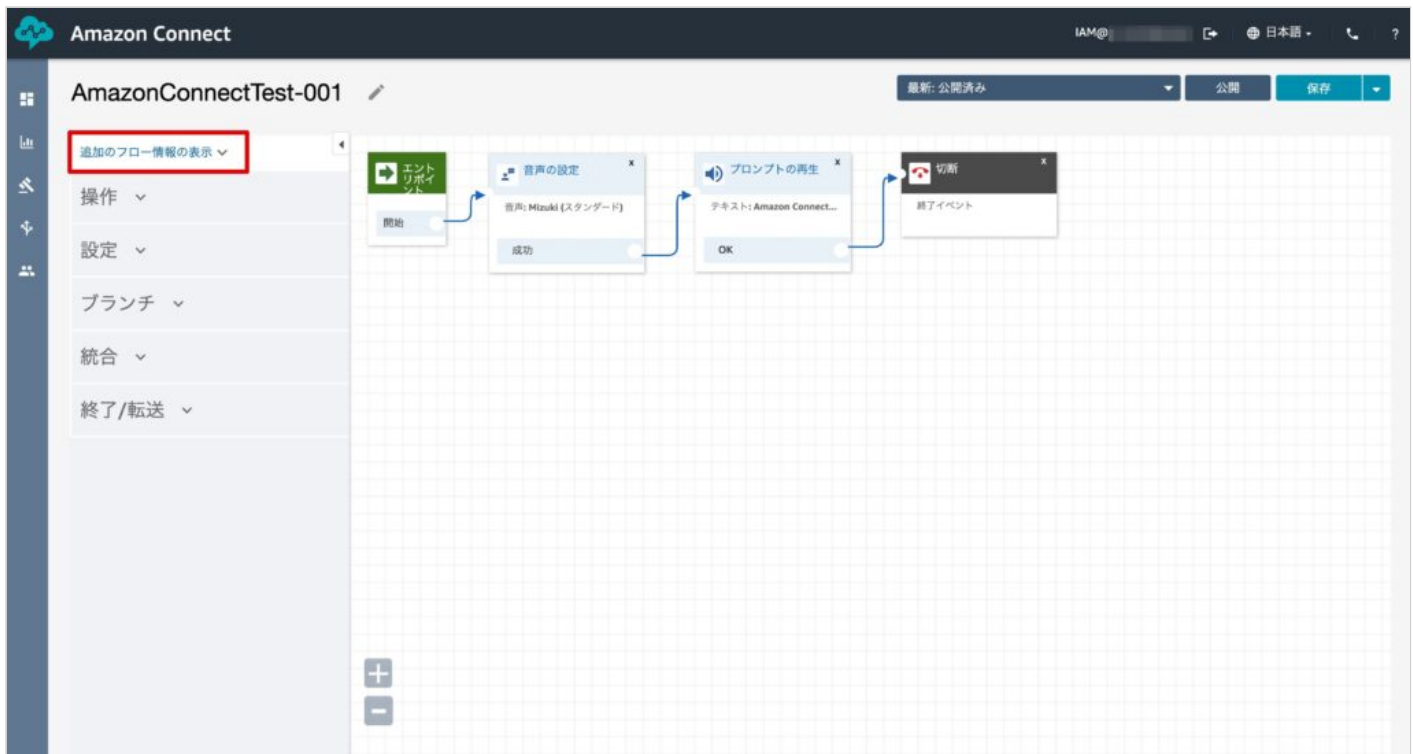 Amazon Connect
IAM@
日本語
?
AmazonConnectTest-001
最新: 公開済み
公開
保存
追加のフロー情報の表示
操作
設定
ブランチ
統合
終了/転送
エント
リポイ
ント
開始
音声の設定
x
音声: Mizuki (スタンダード)
成功
プロンプトの再生
x
テキスト: Amazon Connect...
OK
切断
x
終了イベント